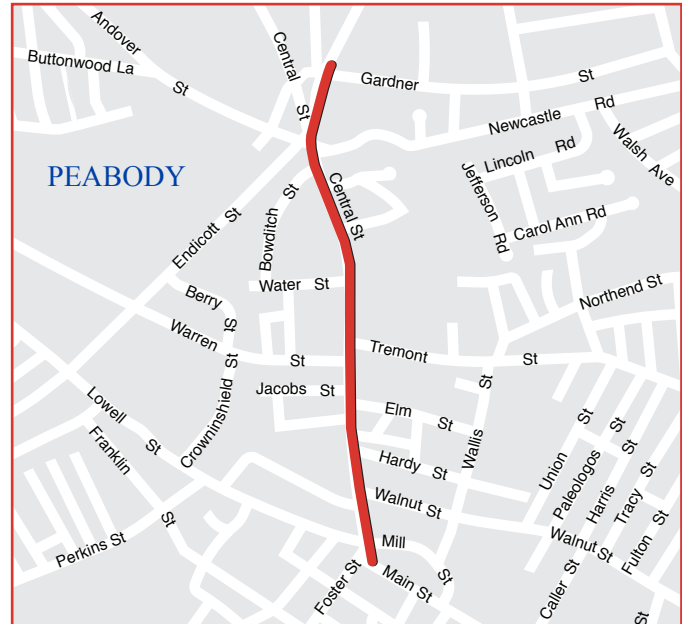 Andover St
Buttonwood La
Central St
Gardner St
Newcastle Rd
Walsh Ave
Lincoln Rd
Jefferson Rd
Carol Ann Rd
PEABODY
Bowditch St
Central St
Endicott St
Water St
Northend St
Berry St
Warren St
Tremont St
Crowninshield St
Jacobs St
Elm St
Wallis St
Lowell St
Franklin St
Hardy St
Walnut St
Union St
Paleologos St
Harris St
Tracy St
Fulton St
Walnut St
Perkins St
Mill St
Foster St
Main St
Caller St
St